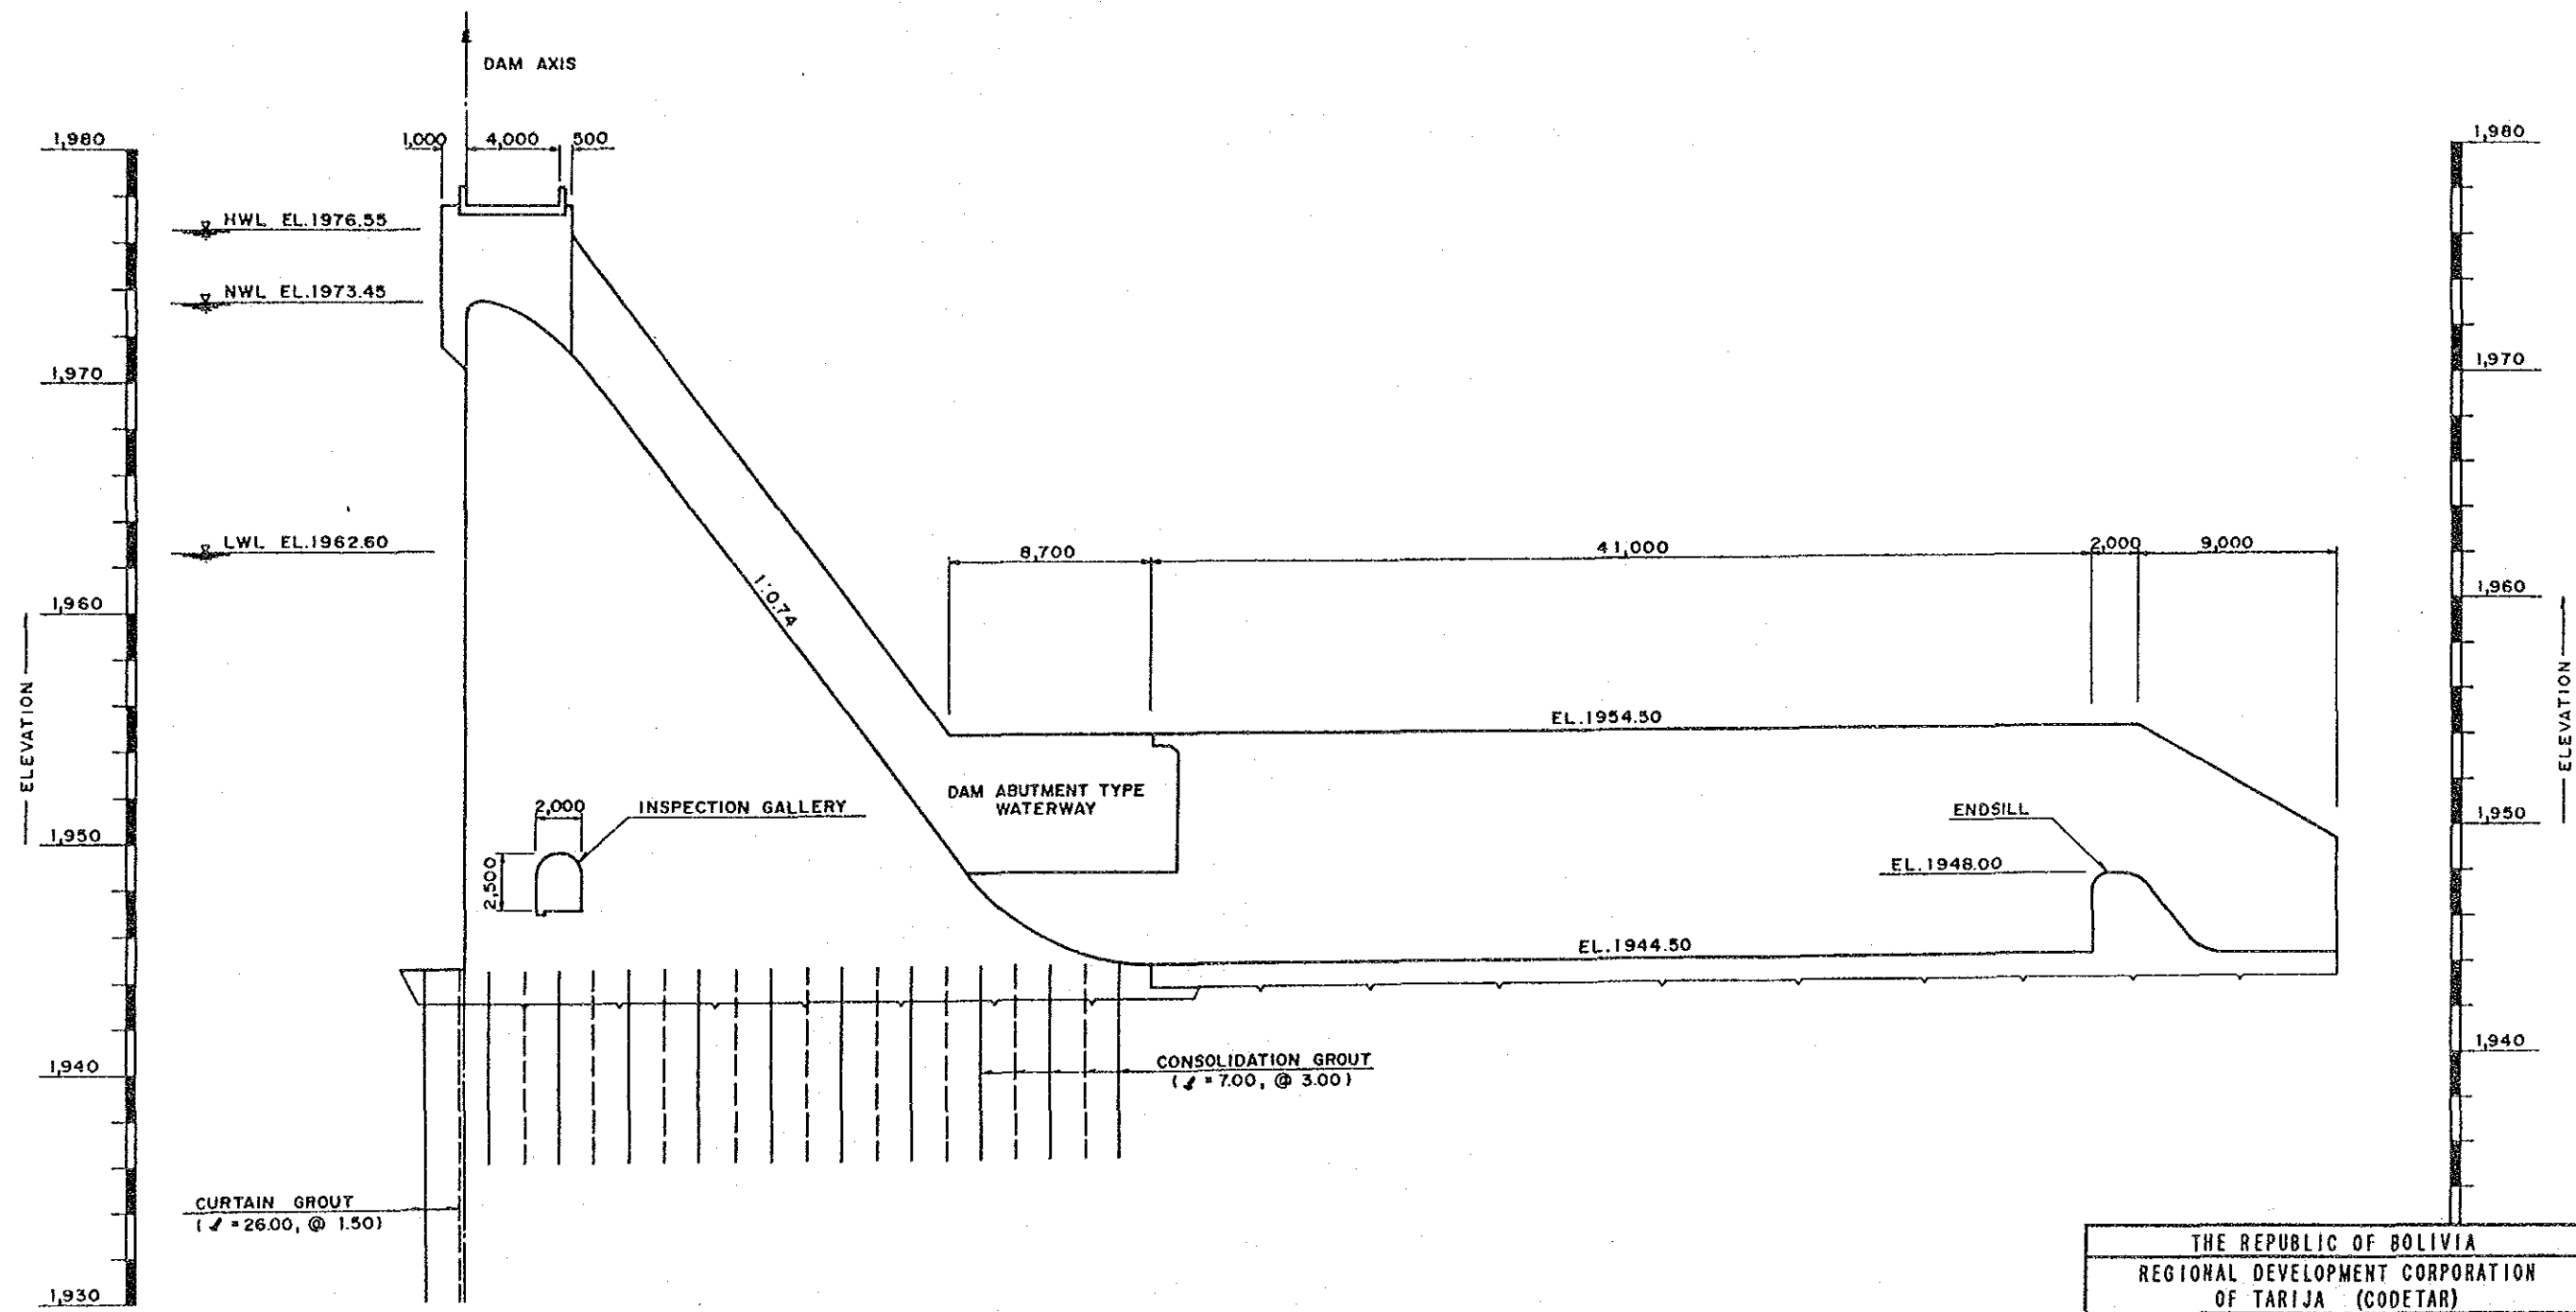 DAM AXIS
1,980
1,000
4,000
500
1,980
HWL EL.1976.55
NWL EL.1973.45
1,970
1,970
LWL EL.1962.60
8,700
41,000
2,000
9,000
1,960
1,960
1:0.74
ELEVATION
ELEVATION
EL.1954.50
DAM ABUTMENT TYPE
WATERWAY
2,000
INSPECTION GALLERY
ENDSILL
1,950
1,950
2,500
EL.1948.00
EL.1944.50
1,940
1,940
CONSOLIDATION GROUT
(ℓ = 7.00, @ 3.00)
CURTAIN GROUT
(ℓ = 26.00, @ 1.50)
1,930
THE REPUBLIC OF BOLIVIA
REGIONAL DEVELOPMENT CORPORATION
OF TARIJA (CODETAR)